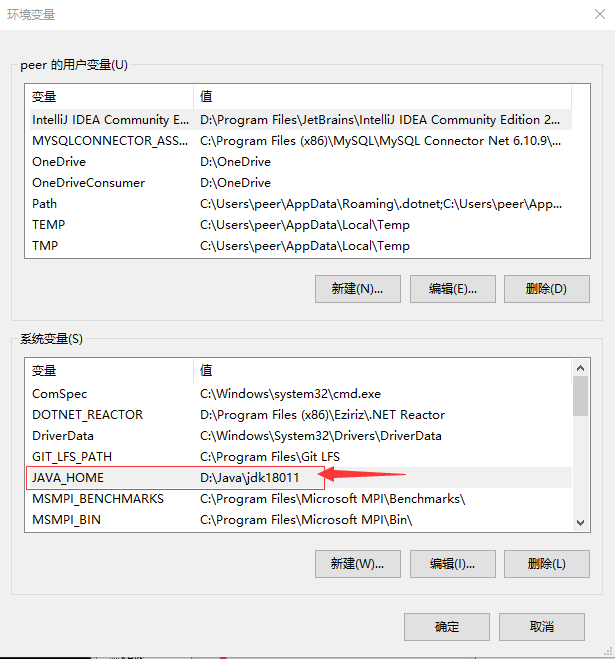 环境变量
peer 的用户变量(U)
变量 值
IntelliJ IDEA Community E... D:\Program Files\JetBrains\IntelliJ IDEA Community Edition 2...
MYSQLCONNECTOR_ASS... C:\Program Files (x86)\MySQL\MySQL Connector Net 6.10.9\...
OneDrive D:\OneDrive
OneDriveConsumer D:\OneDrive
Path C:\Users\peer\AppData\Roaming\.dotnet;C:\Users\peer\App...
TEMP C:\Users\peer\AppData\Local\Temp
TMP C:\Users\peer\AppData\Local\Temp
新建(N)... 编辑(E)... 删除(D)
系统变量(S)
变量 值
ComSpec C:\Windows\system32\cmd.exe
DOTNET_REACTOR D:\Program Files (x86)\Eziriz\.NET Reactor
DriverData C:\Windows\System32\Drivers\DriverData
GIT_LFS_PATH C:\Program Files\Git LFS
JAVA_HOME D:\Java\jdk18011
MSMPI_BENCHMARKS C:\Program Files\Microsoft MPI\Benchmarks\
MSMPI_BIN C:\Program Files\Microsoft MPI\Bin\
新建(W)... 编辑(I)... 删除(L)
确定 取消